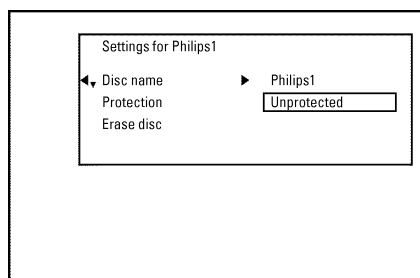 Settings for Philips1
Disc name Philips1
Protection Unprotected
Erase disc